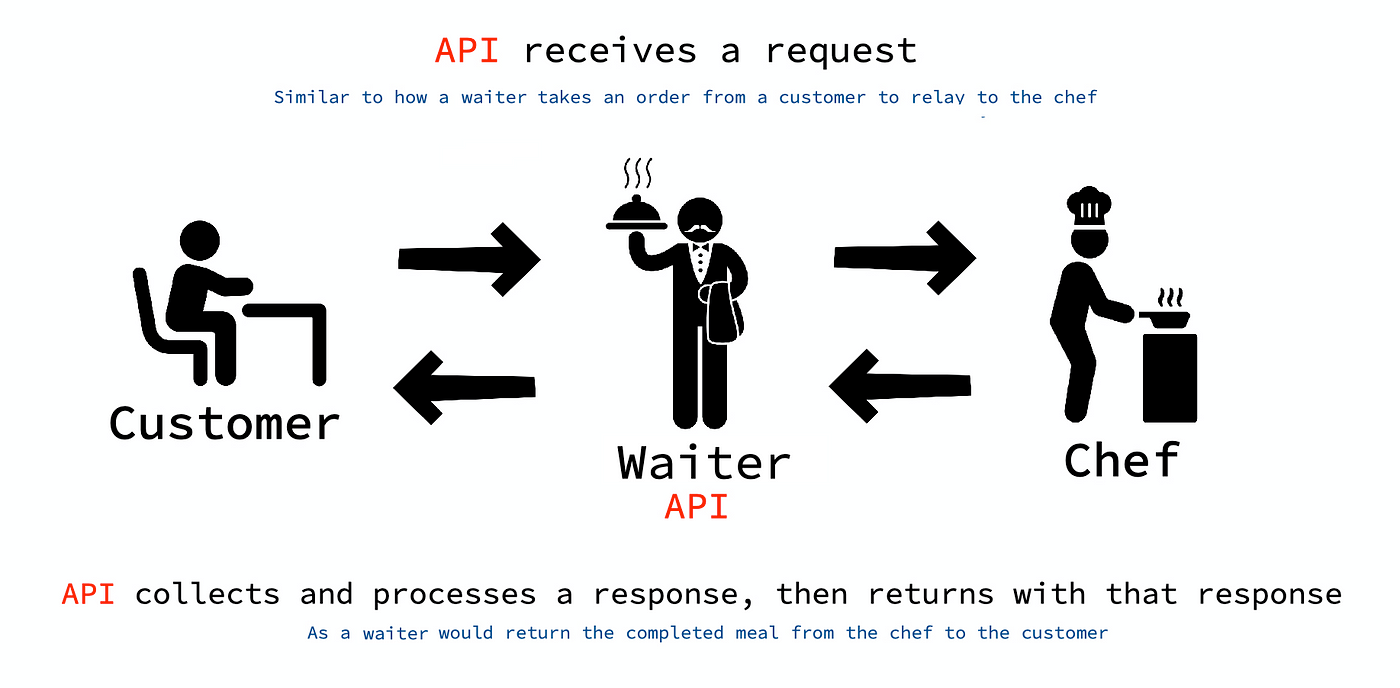 API receives a request
Similar to how a waiter takes an order from a customer to relay to the chef
Customer
Waiter
API
Chef
API collects and processes a response, then returns with that response
As a waiter would return the completed meal from the chef to the customer